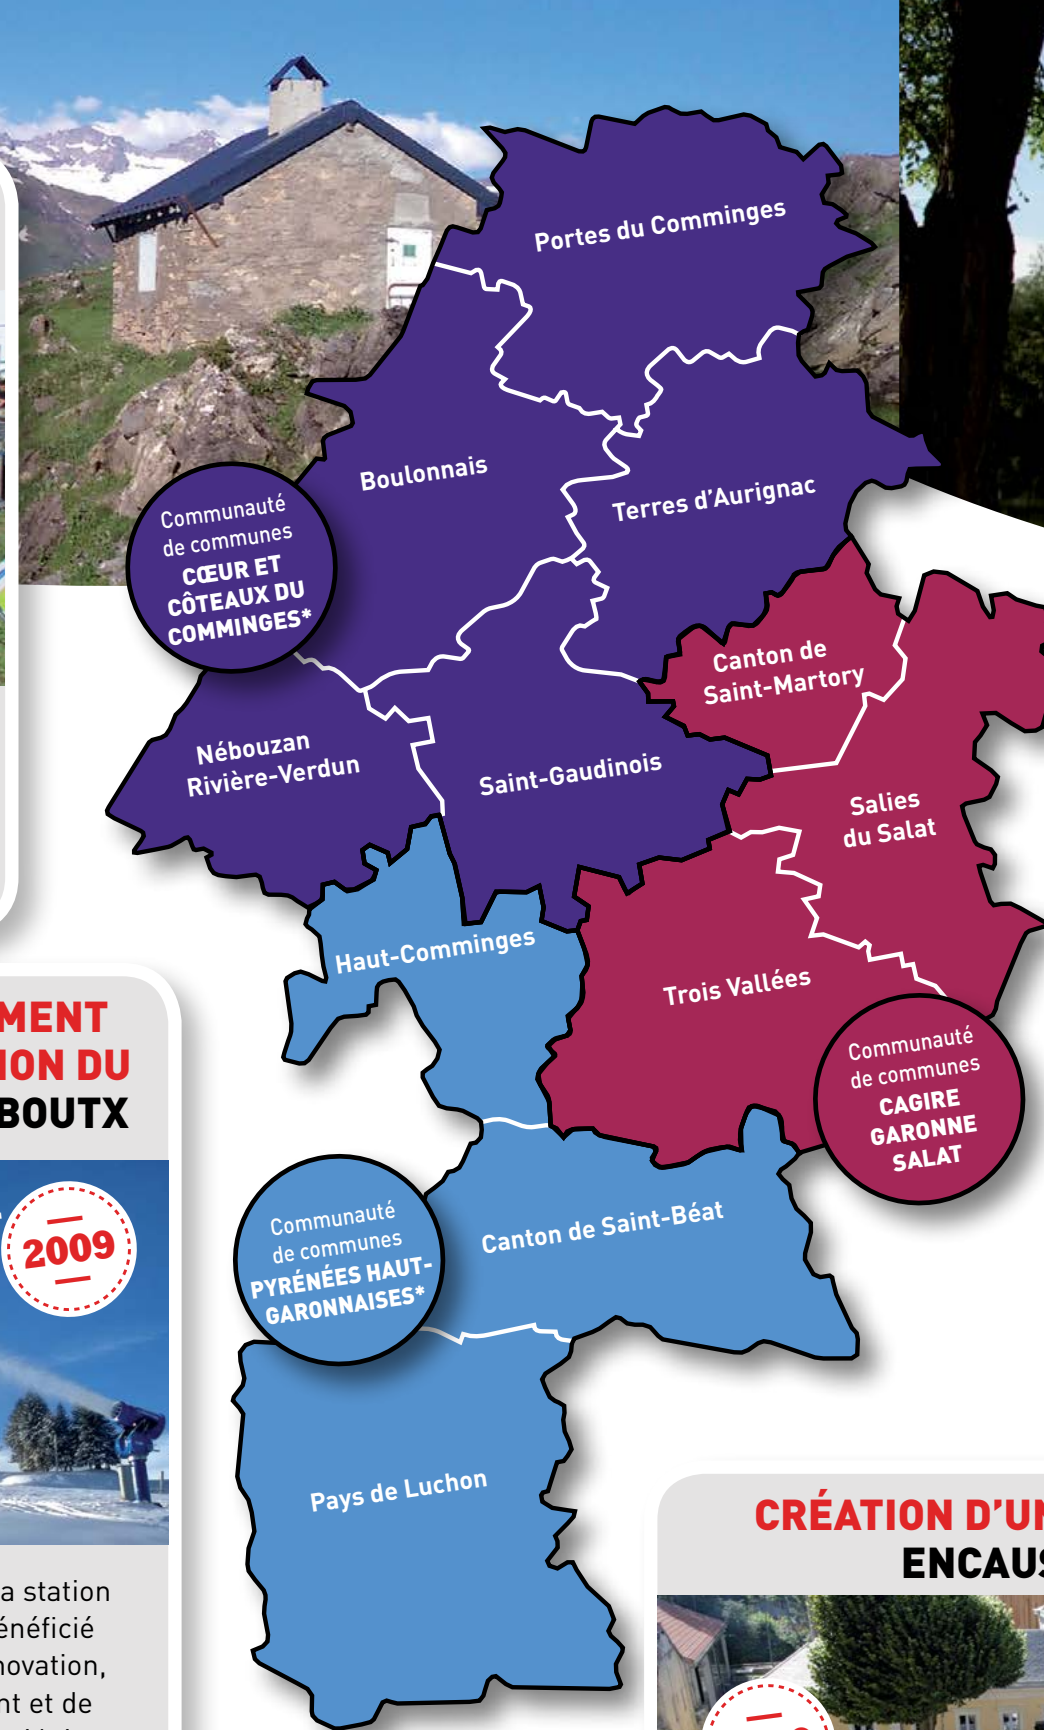 Portes du Comminges
Boulonnais
Terres d'Aurignac
Communauté
de communes
CŒUR ET
CÔTEAUX DU
COMMINGES*
Canton de
Saint-Martory
Nébouzan
Rivière-Verdun
Saint-Gaudinois
Salies
du Salat
Haut-Comminges
Trois Vallées
Communauté
de communes
CAGIRE
GARONNE
SALAT
Communauté
de communes
PYRÉNÉES HAUT-
GARONNAISES*
Canton de Saint-Béat
Pays de Luchon
MENT
ION DU
BOUTX
2009
a station
énéficié
novation,
nt et de
CRÉATION D'UN
ENCAUS